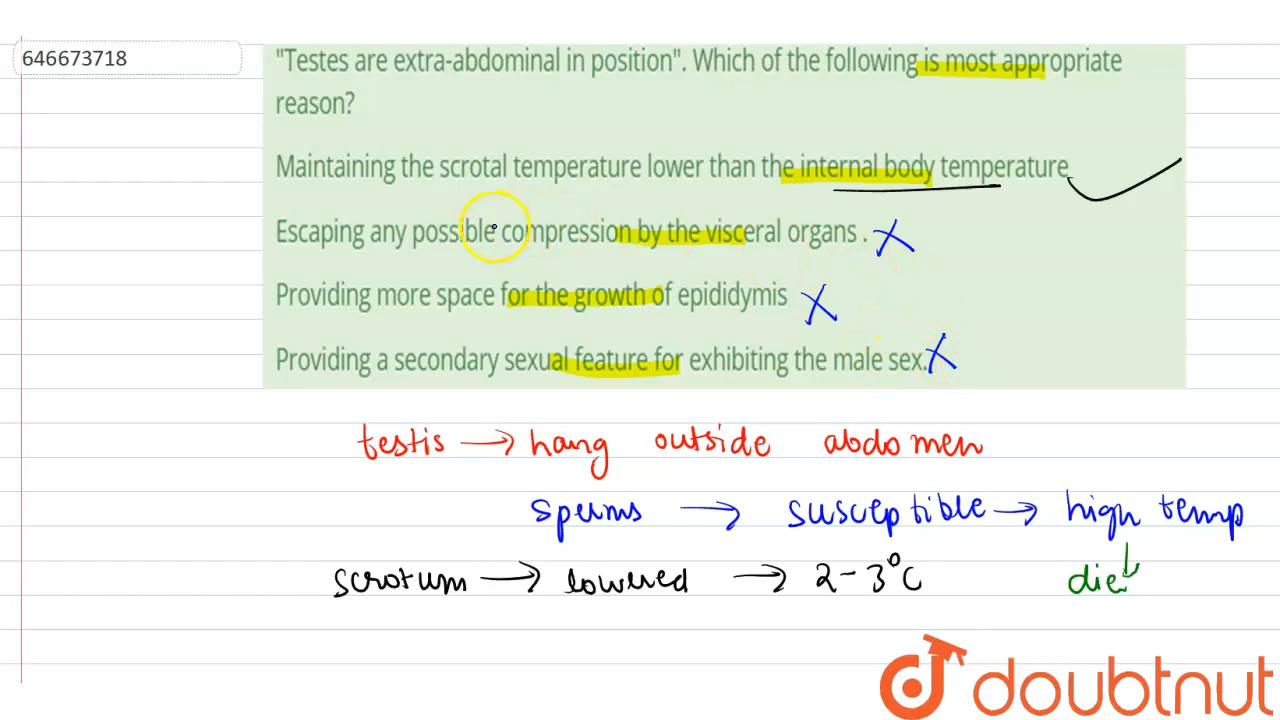 646673718
"Testes are extra-abdominal in position". Which of the following is most appropriate
reason?
Maintaining the scrotal temperature lower than the internal body temperature
Escaping any possible compression by the visceral organs .
Providing more space for the growth of epididymis
Providing a secondary sexual feature for exhibiting the male sex.
testis → hang outside abdomen
sperms → susceptible → high temp
scrotum → lowered → 2-3°C die
doubtnut